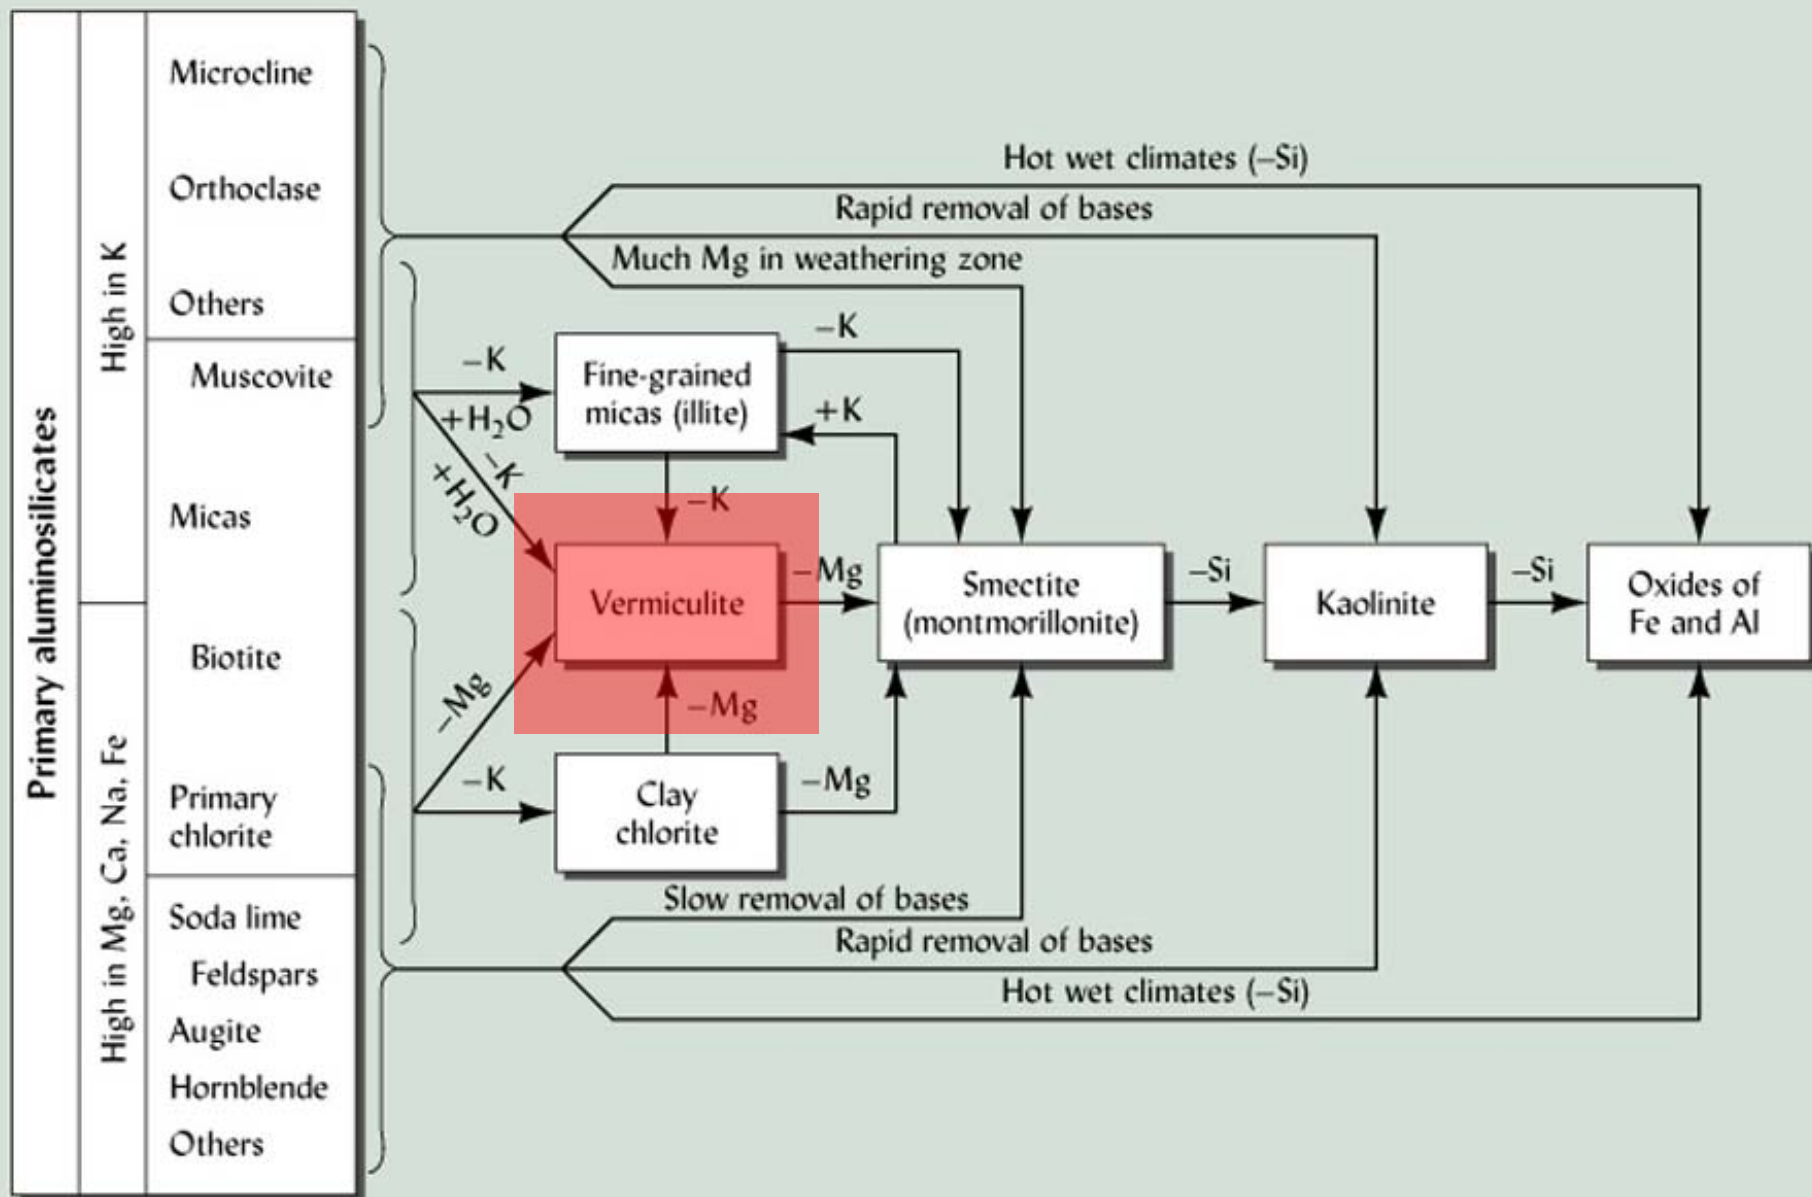 Primary aluminosilicates
High in K
High in Mg, Ca, Na, Fe
Microcline
Orthoclase
Others
Muscovite
Micas
Biotite
Primary
chlorite
Soda lime
Feldspars
Augite
Hornblende
Others
Hot wet climates (–Si)
Rapid removal of bases
Much Mg in weathering zone
–K
+H₂O
–K
+H₂O
Fine-grained
micas (illite)
–K
+K
–K
Vermiculite
–Mg
Smectite
(montmorillonite)
–Si
Kaolinite
–Si
Oxides of
Fe and Al
–Mg
–Mg
–K
Clay
chlorite
–Mg
Slow removal of bases
Rapid removal of bases
Hot wet climates (–Si)